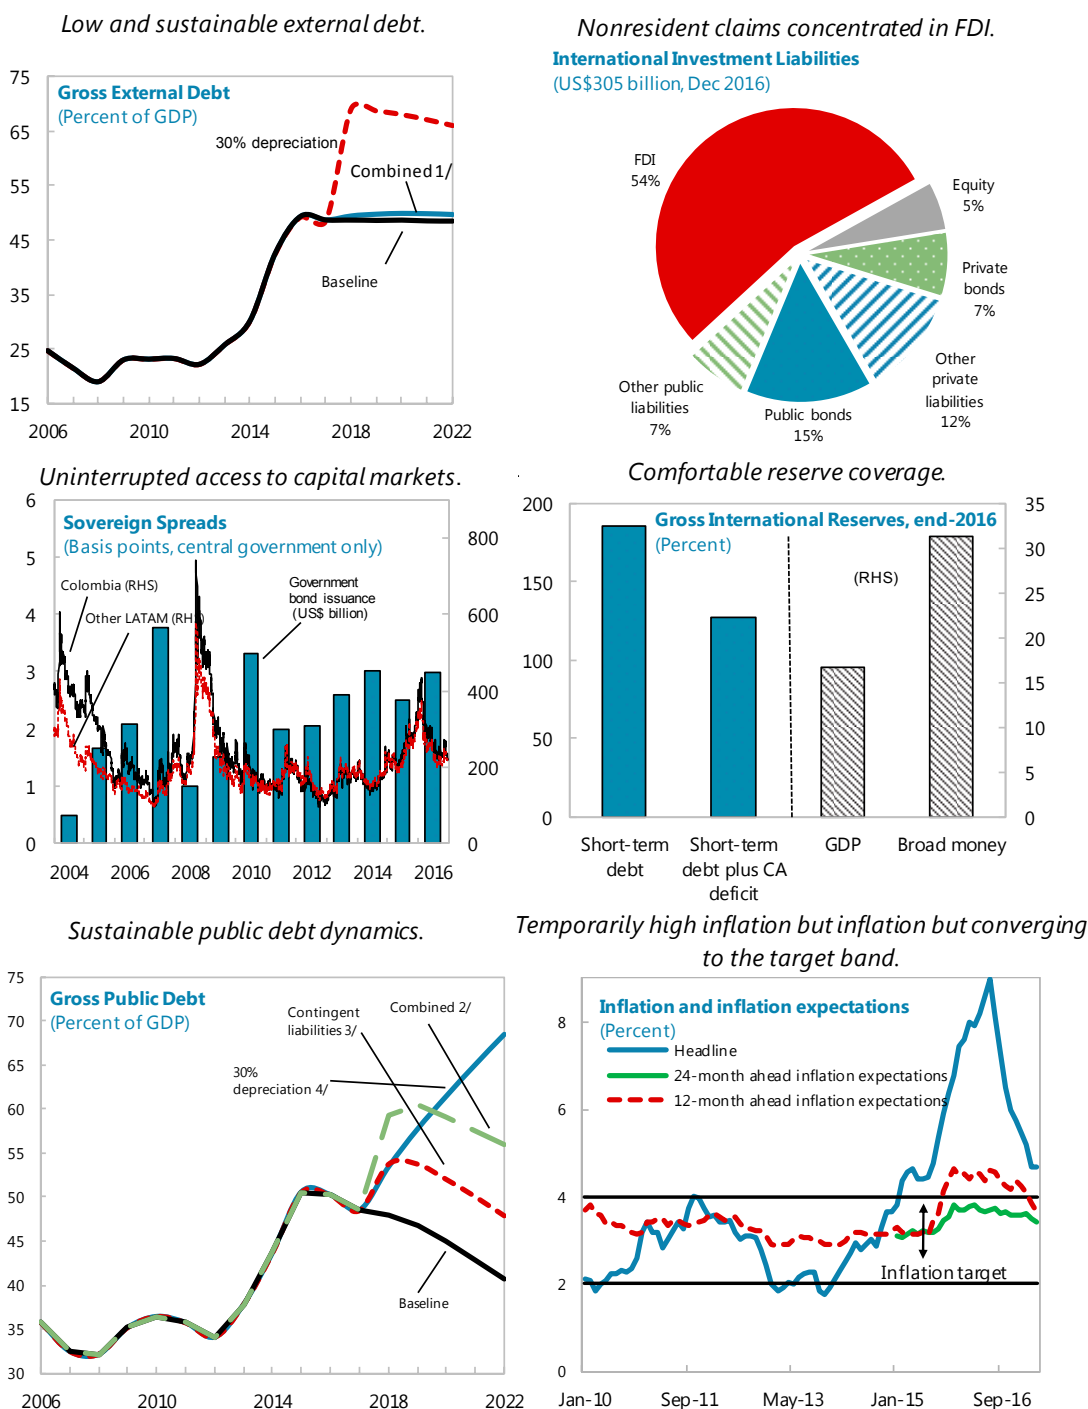 Low and sustainable external debt.
Gross External Debt
(Percent of GDP)
75
65
55
45
35
25
15
30% depreciation
Combined 1/
Baseline
2006
2010
2014
2018
2022
Nonresident claims concentrated in FDI.
International Investment Liabilities
(US$305 billion, Dec 2016)
FDI
54%
Equity
5%
Private
bonds
7%
Other
private
liabilities
12%
Public bonds
15%
Other public
liabilities
7%
Uninterrupted access to capital markets.
Sovereign Spreads
(Basis points, central government only)
6
5
4
3
2
1
0
800
600
400
200
0
Colombia (RHS)
Other LATAM (RHS)
Government
bond issuance
(US$ billion)
2004
2006
2008
2010
2012
2014
2016
Comfortable reserve coverage.
Gross International Reserves, end-2016
(Percent)
200
150
100
50
0
35
30
25
20
15
10
5
0
(RHS)
Short-term
debt
Short-term
debt plus CA
deficit
GDP
Broad money
Sustainable public debt dynamics.
Gross Public Debt
(Percent of GDP)
75
70
65
60
55
50
45
40
35
30
Contingent
liabilities 3/
Combined 2/
30%
depreciation 4/
Baseline
2006
2010
2014
2018
2022
Temporarily high inflation but inflation but converging
to the target band.
Inflation and inflation expectations
(Percent)
Headline
24-month ahead inflation expectations
12-month ahead inflation expectations
8
6
4
2
0
Inflation target
Jan-10
Sep-11
May-13
Jan-15
Sep-16